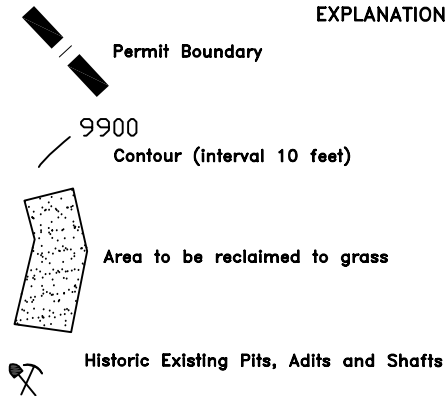 EXPLANATION
Permit Boundary
9900
Contour (interval 10 feet)
Area to be reclaimed to grass
Historic Existing Pits, Adits and Shafts